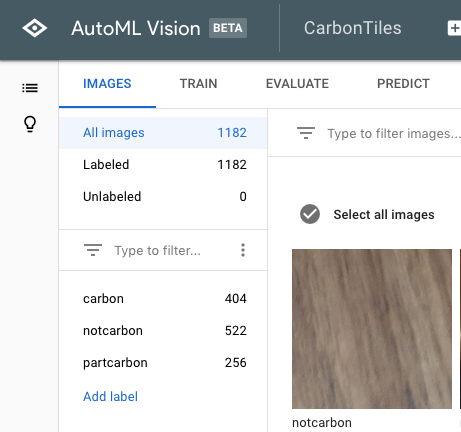 AutoML Vision BETA CarbonTiles
IMAGES TRAIN EVALUATE PREDICT
All images 1182
Labeled 1182
Unlabeled 0
Type to filter images...
Select all images
Type to filter...
carbon 404
notcarbon 522
partcarbon 256
Add label
notcarbon